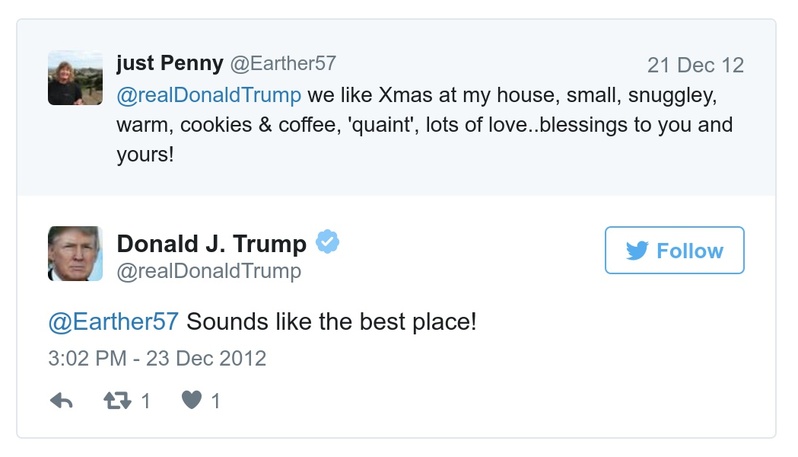 just Penny @Earther57 21 Dec 12
@realDonaldTrump we like Xmas at my house, small, snuggley,
warm, cookies & coffee, 'quaint', lots of love..blessings to you and
yours!
Donald J. Trump
@realDonaldTrump
Follow
@Earther57 Sounds like the best place!
3:02 PM - 23 Dec 2012
1 1